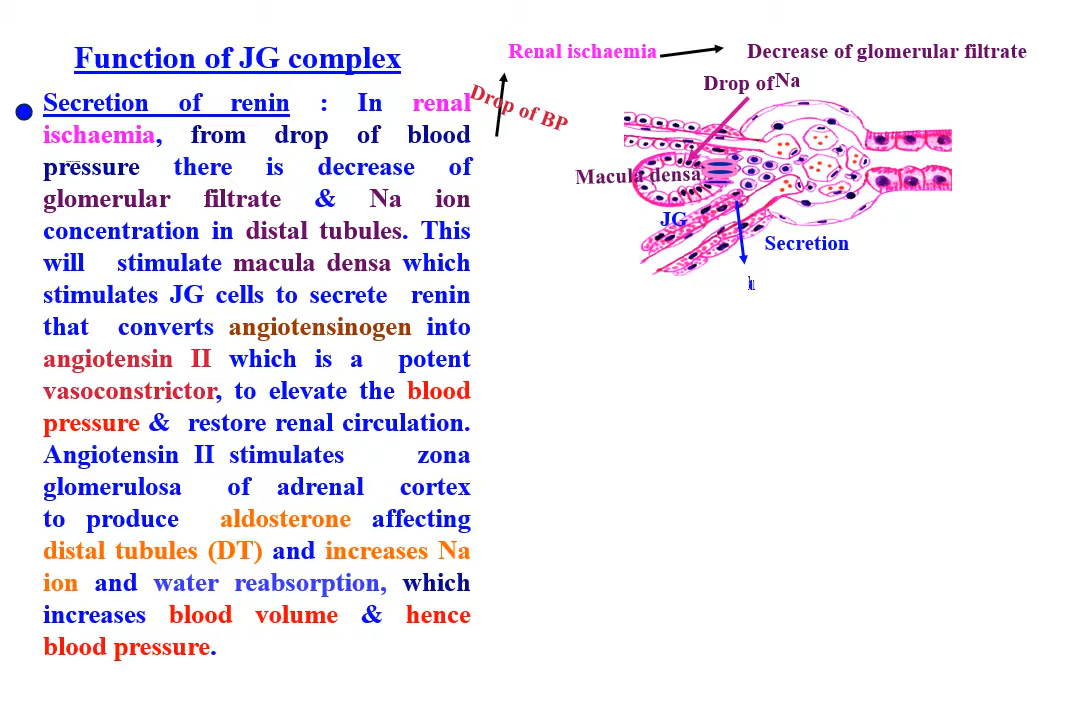 Function of JG complex
Secretion of renin : In renal
ischaemia, from drop of blood
pressure there is decrease of
glomerular filtrate & Na ion
concentration in distal tubules. This
will stimulate macula densa which
stimulates JG cells to secrete renin
that converts angiotensinogen into
angiotensin II which is a potent
vasoconstrictor, to elevate the blood
pressure & restore renal circulation.
Angiotensin II stimulates zona
glomerulosa of adrenal cortex
to produce aldosterone affecting
distal tubules (DT) and increases Na
ion and water reabsorption, which
increases blood volume & hence
blood pressure.
Renal ischaemia
Decrease of glomerular filtrate
Drop of BP
Drop of Na
Macula densa
JG
Secretion